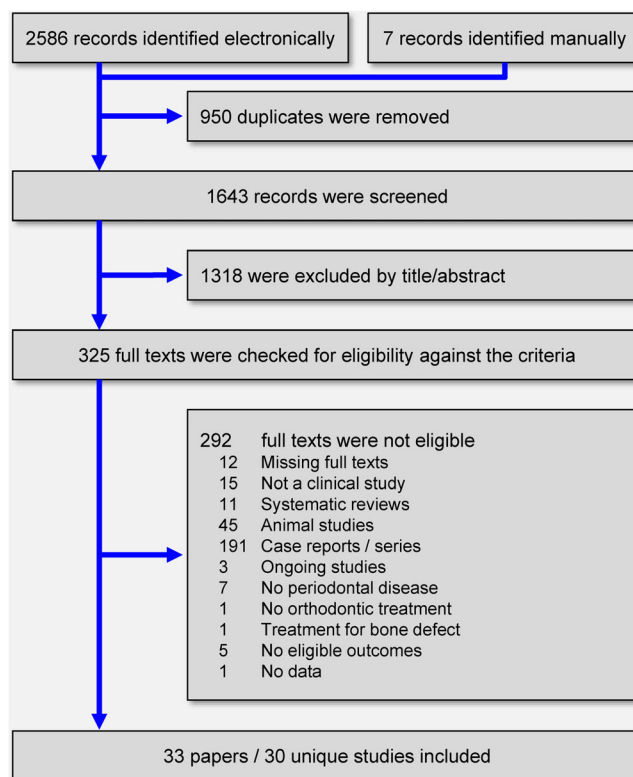 2586 records identified electronically
7 records identified manually
950 duplicates were removed
1643 records were screened
1318 were excluded by title/abstract
325 full texts were checked for eligibility against the criteria
292 full texts were not eligible
12 Missing full texts
15 Not a clinical study
11 Systematic reviews
45 Animal studies
191 Case reports / series
3 Ongoing studies
7 No periodontal disease
1 No orthodontic treatment
1 Treatment for bone defect
5 No eligible outcomes
1 No data
33 papers / 30 unique studies included